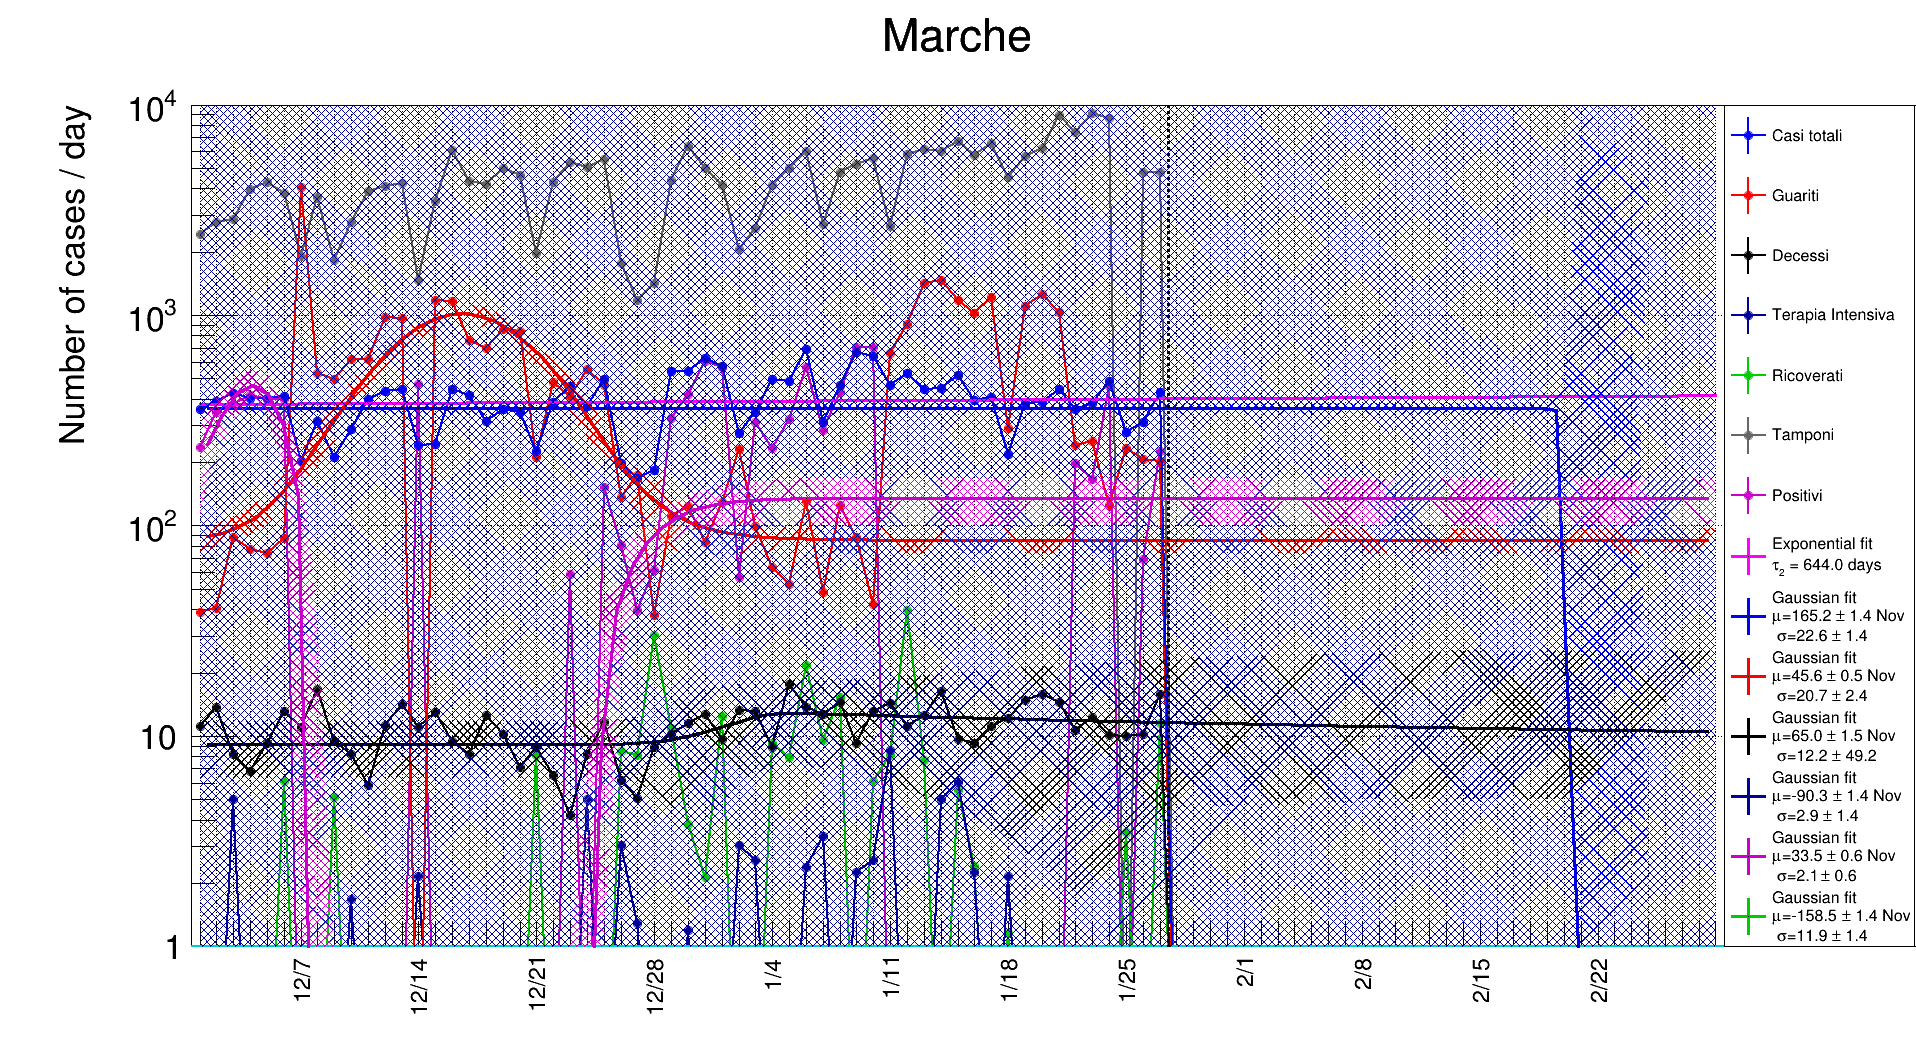 Marche
Number of cases / day
10^4
10^3
10^2
10
1
12/7
12/14
12/21
12/28
1/4
1/11
1/18
1/25
2/1
2/8
2/15
2/22
Casi totali
Guariti
Decessi
Terapia Intensiva
Ricoverati
Tamponi
Positivi
Exponential fit
τ₂ = 644.0 days
Gaussian fit
μ=165.2 ± 1.4 Nov
σ=22.6 ± 1.4
Gaussian fit
μ=45.6 ± 0.5 Nov
σ=20.7 ± 2.4
Gaussian fit
μ=65.0 ± 1.5 Nov
σ=12.2 ± 49.2
Gaussian fit
μ=-90.3 ± 1.4 Nov
σ=2.9 ± 1.4
Gaussian fit
μ=33.5 ± 0.6 Nov
σ=2.1 ± 0.6
Gaussian fit
μ=-158.5 ± 1.4 Nov
σ=11.9 ± 1.4